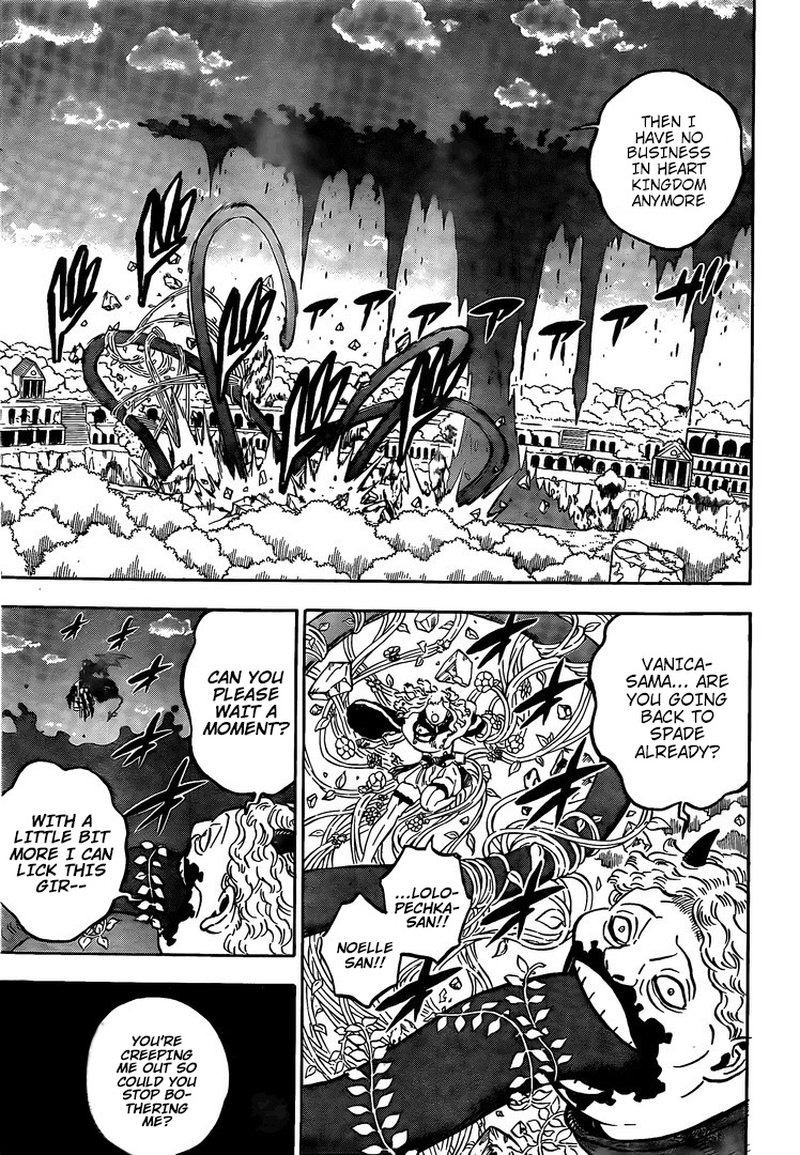 THEN I
HAVE NO
BUSINESS
IN HEART
KINGDOM
ANYMORE
VANICA-
SAMA... ARE
YOU GOING
BACK TO
SPADE
ALREADY?
...LOLO-
PECHKA-
SAN!!
NOELLE
SAN!!
CAN YOU
PLEASE
WAIT A
MOMENT?
WITH A
LITTLE BIT
MORE I CAN
LICK THIS
GIR--
YOU'RE
CREEPING
ME OUT SO
COULD YOU
STOP BO-
THERING
ME?